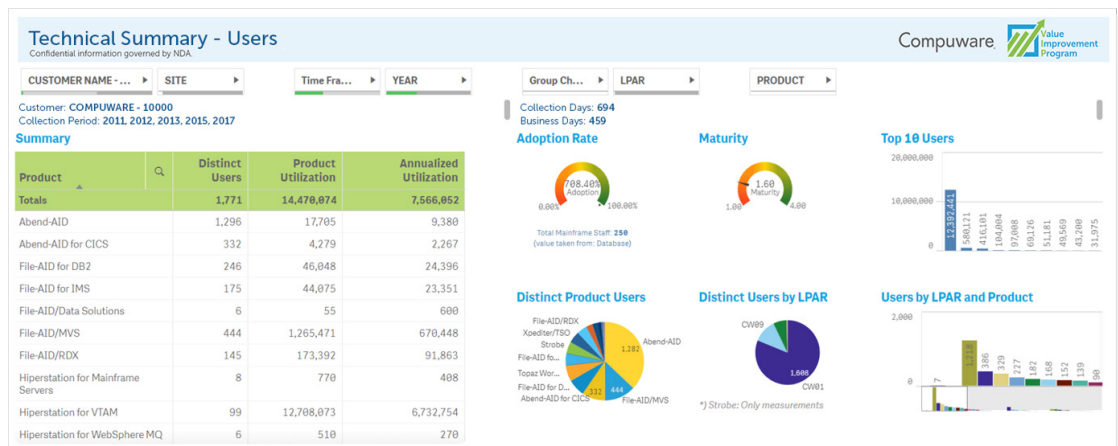 Technical Summary - Users
Confidential information governed by NDA.
Compuware
Value
Improvement
Program
CUSTOMER NAME - ...
SITE
Time Fra...
YEAR
Group Ch...
LPAR
PRODUCT
Customer: COMPUWARE - 10000
Collection Period: 2011, 2012, 2013, 2015, 2017
Collection Days: 694
Business Days: 459
Summary
Product Distinct Users Product Utilization Annualized Utilization
Totals 1,771 14,470,074 7,566,052
Abend-AID 1,296 17,705 9,380
Abend-AID for CICS 332 4,279 2,267
File-AID for DB2 246 46,048 24,396
File-AID for IMS 175 44,075 23,351
File-AID/Data Solutions 6 55 600
File-AID/MVS 444 1,265,471 670,448
File-AID/RDX 145 173,392 91,863
Hiperstation for Mainframe Servers 8 770 408
Hiperstation for VTAM 99 12,708,073 6,732,754
Hiperstation for WebSphere MQ 6 510 270
Adoption Rate
708.40%
Adoption
0.00% 100.00%
Total Mainframe Staff: 250
(value taken from: Database)
Maturity
1.60
Maturity
1.00 4.00
Top 10 Users
20,000,000
10,000,000
0
12,392,441
580,121
416,101
104,004
97,008
69,126
51,181
49,569
43,200
31,975
Distinct Product Users
File-AID/RDX
Xpediter/TSO
Strobe
File-AID fo...
Topaz Wor...
File-AID for D...
Abend-AID for CICS
File-AID/MVS
Abend-AID
1,282
444
332
Distinct Users by LPAR
CW09
1,608
CW01
*) Strobe: Only measurements
Users by LPAR and Product
2,000
0
7
1,218
386
329
227
182
168
152
139
90